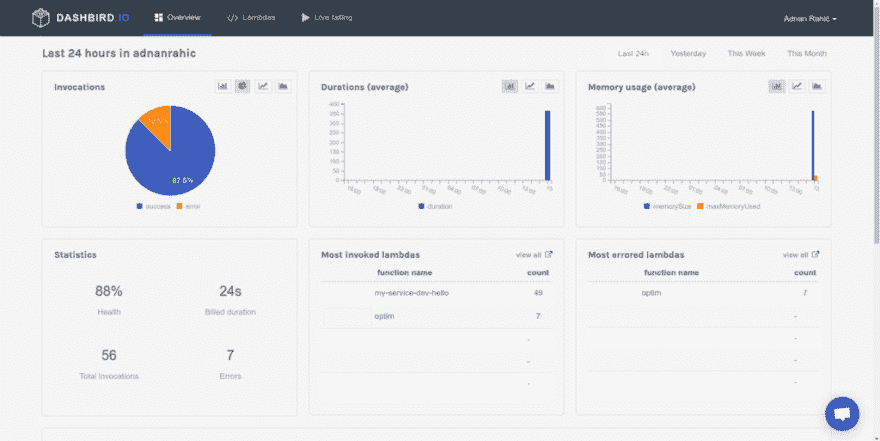 DASHBIRD.IO Overview </> Lambdas Live tailing Adnan Rahić
Last 24 hours in adnanrahic Last 24h Yesterday This Week This Month
Invocations
87.5%
success error
Durations (average)
400
350
300
250
200
150
100
50
0
duration
Memory usage (average)
600
550
500
450
400
350
300
250
200
150
100
50
0
memorySize maxMemoryUsed
Statistics
88% 24s
Health Billed duration
56 7
Total invocations Errors
Most invoked lambdas view all
function name count
my-service-dev-hello 49
optim 7
-
-
-
Most errored lambdas view all
function name count
optim 7
-
-
-
-